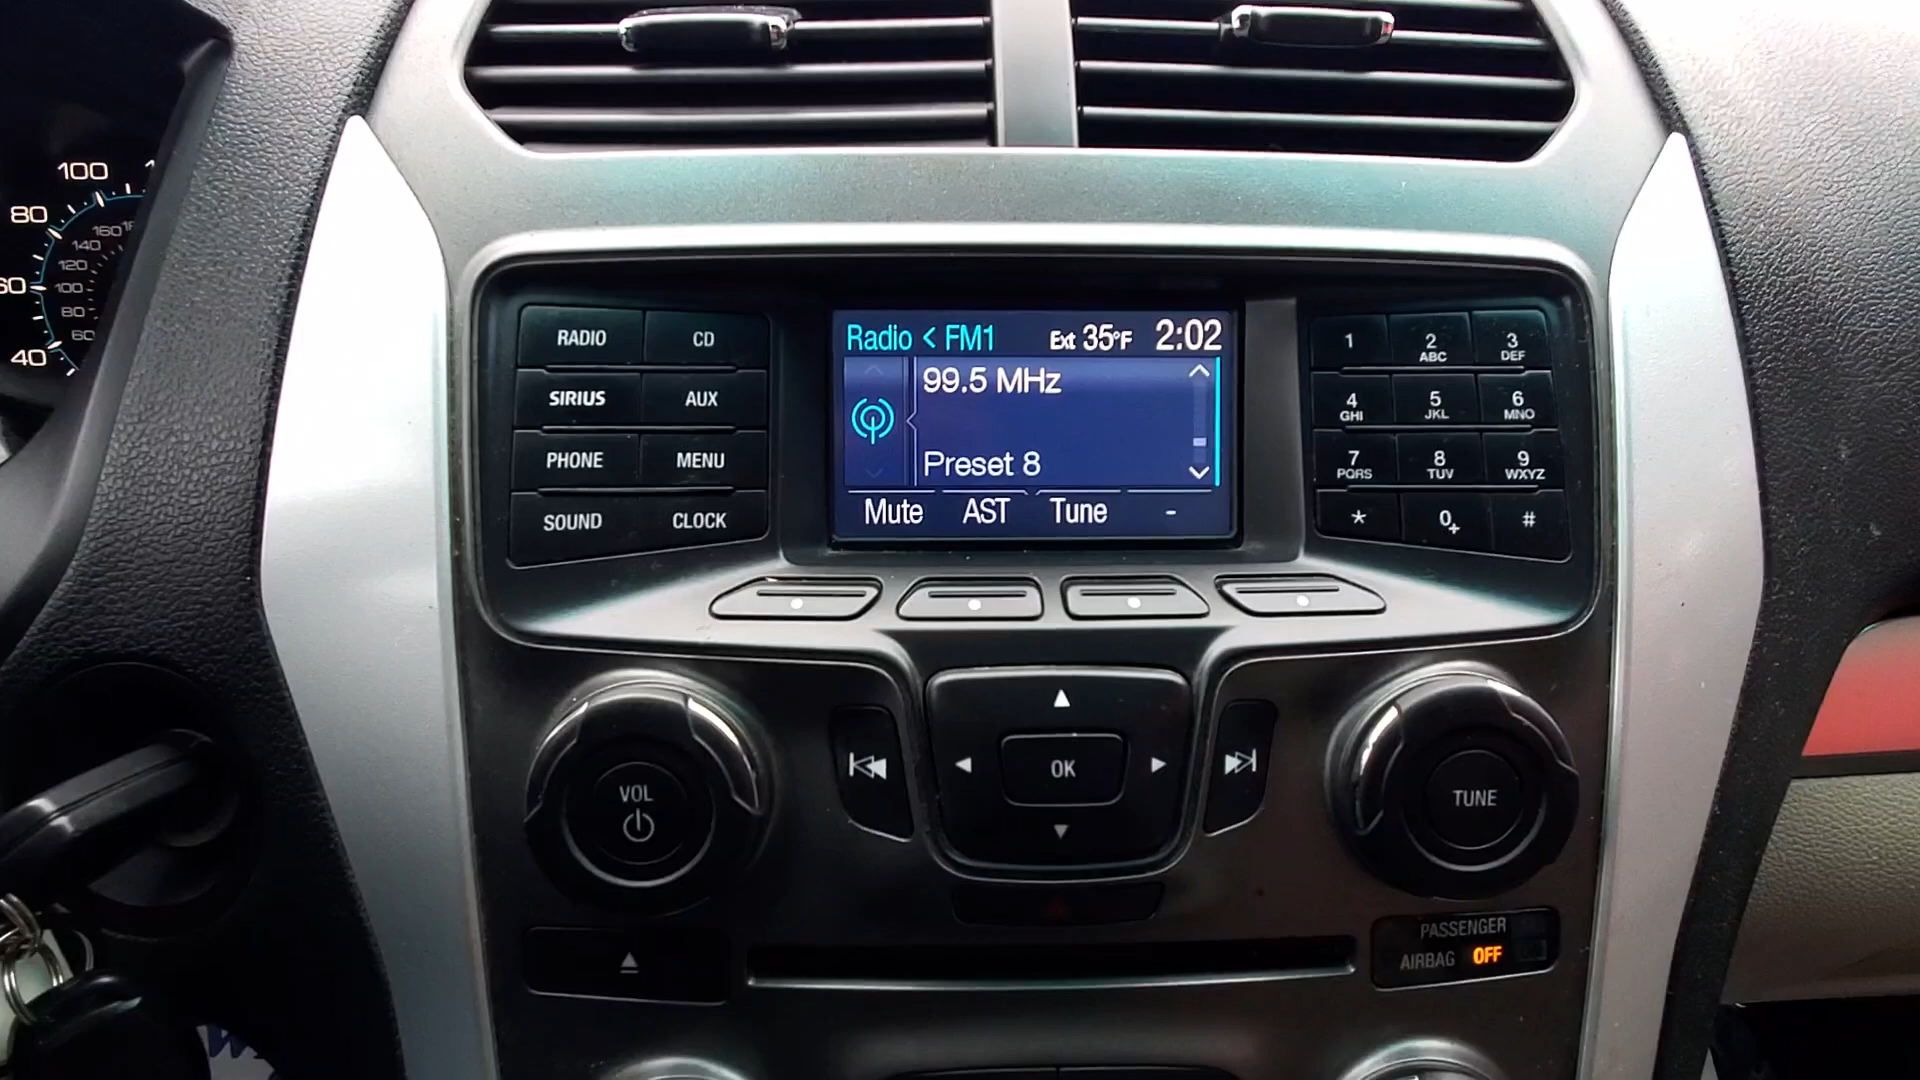 100
80
60
40
160
140
120
100
80
60
RADIO CD
SIRIUS AUX
PHONE MENU
SOUND CLOCK
Radio < FM1 Ext 35°F 2:02
99.5 MHz
Preset 8
Mute AST Tune -
1 2 ABC 3 DEF
4 GHI 5 JKL 6 MNO
7 PQRS 8 TUV 9 WXYZ
* 0+ #
VOL
OK
TUNE
PASSENGER
AIRBAG OFF